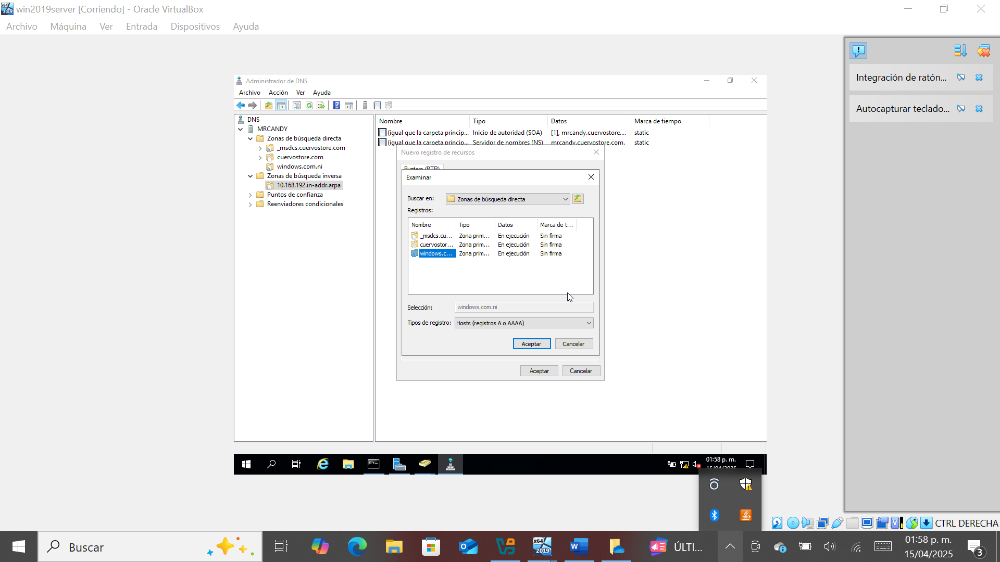 win2019server [Corriendo] - Oracle VirtualBox
Archivo Máquina Ver Entrada Dispositivos Ayuda
Integración de ratón...
Autocapturar teclado...
Administrador de DNS
Archivo Acción Ver Ayuda
DNS
MRCANDY
Zonas de búsqueda directa
_msdcs.cuervostore.com
cuervostore.com
windows.com.ni
Zonas de búsqueda inversa
10.168.192.in-addr.arpa
Puntos de confianza
Reenviadores condicionales
Nombre Tipo Datos Marca de tiempo
(igual que la carpeta princip... Inicio de autoridad (SOA) [1], mrcandy.cuervostore.... static
(igual que la carpeta princip... Servidor de nombres (NS) mrcandy.cuervostore.com. static
Nuevo registro de recursos
Puntero (PTR)
Examinar
Buscar en: Zonas de búsqueda directa
Registros:
Nombre Tipo Datos Marca de t...
_msdcs.cu... Zona prim... En ejecución Sin firma
cuervostor... Zona prim... En ejecución Sin firma
windows.c... Zona prim... En ejecución Sin firma
Selección: windows.com.ni
Tipos de registro: Hosts (registros A o AAAA)
Aceptar Cancelar
Aceptar Cancelar
01:58 p. m.
15/04/2025
CTRL DERECHA
Buscar
x64
2019
ÚLTI...
01:58 p. m.
15/04/2025
3